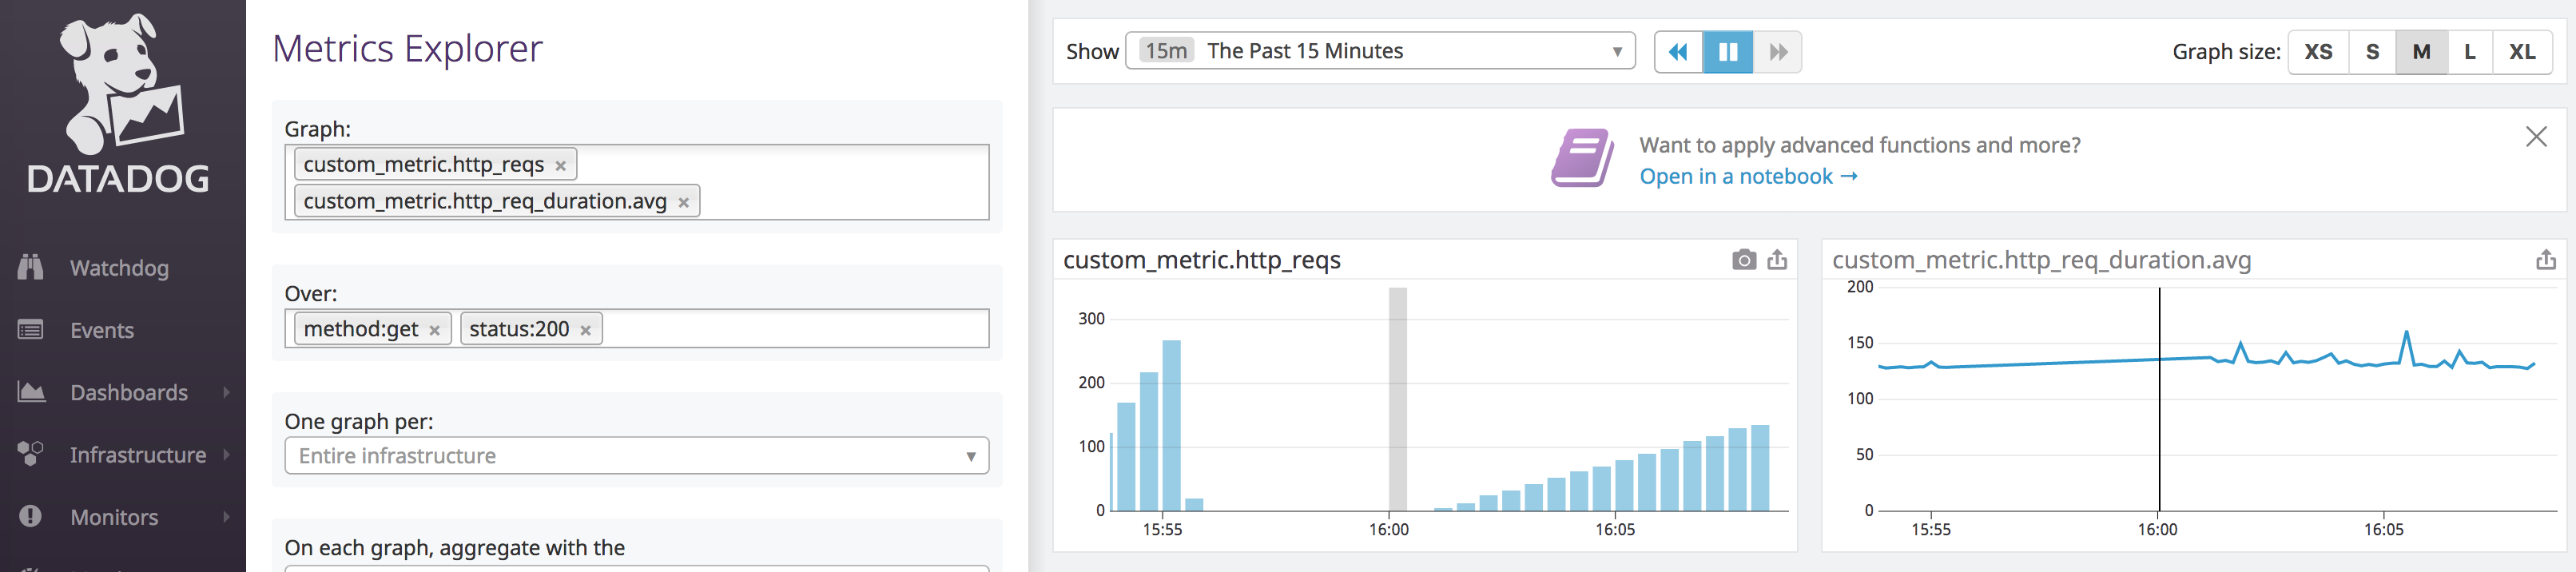 DATADOG
Watchdog
Events
Dashboards
Infrastructure
Monitors
Metrics Explorer
Graph:
custom_metric.http_reqs ×
custom_metric.http_req_duration.avg ×
Over:
method:get × status:200 ×
One graph per:
Entire infrastructure
On each graph, aggregate with the
Show 15m The Past 15 Minutes
Graph size: XS S M L XL
Want to apply advanced functions and more?
Open in a notebook →
custom_metric.http_reqs
300
200
100
0
15:55 16:00 16:05
custom_metric.http_req_duration.avg
200
150
100
50
0
15:55 16:00 16:05